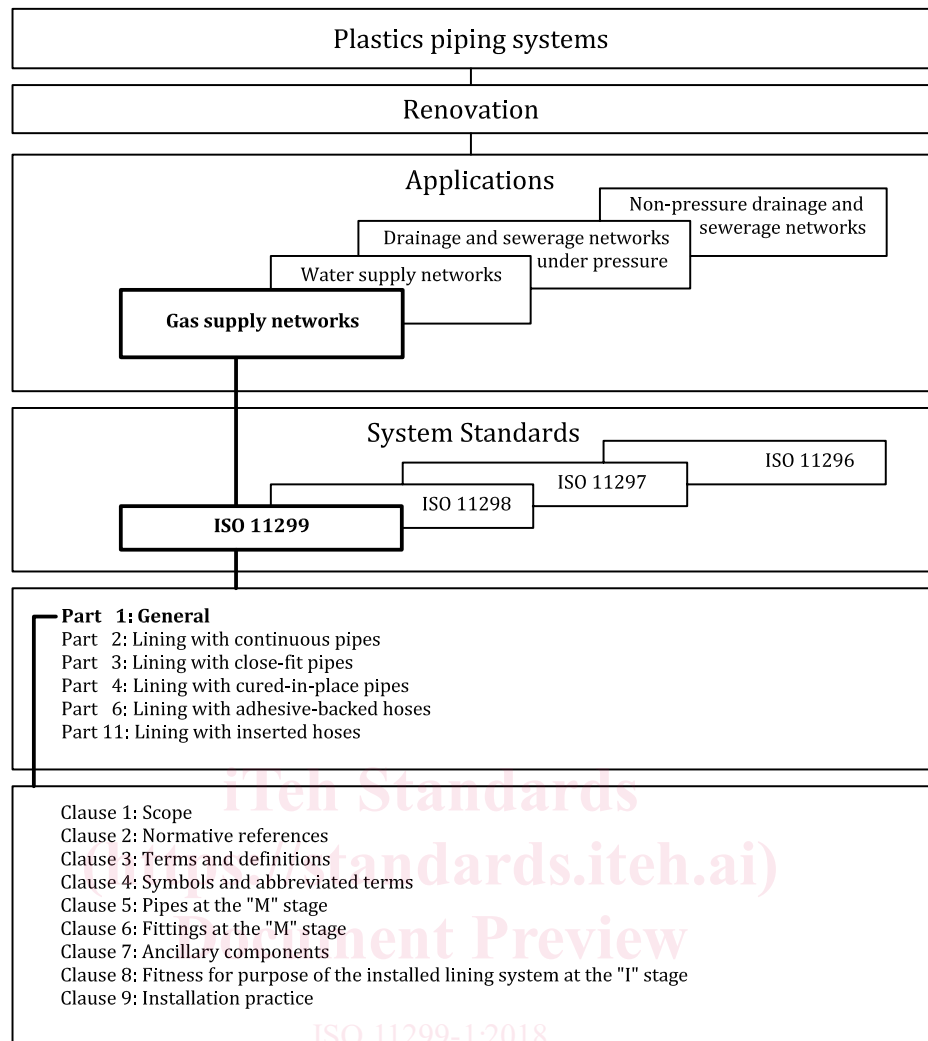 Plastics piping systems
Renovation
Applications
Non-pressure drainage and
sewerage networks
Drainage and sewerage networks
under pressure
Water supply networks
Gas supply networks
System Standards
ISO 11296
ISO 11297
ISO 11298
ISO 11299
Part 1: General
Part 2: Lining with continuous pipes
Part 3: Lining with close-fit pipes
Part 4: Lining with cured-in-place pipes
Part 6: Lining with adhesive-backed hoses
Part 11: Lining with inserted hoses
iTeh Standards
Clause 1: Scope
Clause 2: Normative references
Clause 3: Terms and definitions
(https://standards.iteh.ai)
Clause 4: Symbols and abbreviated terms
Clause 5: Pipes at the "M" stage
Clause 6: Fittings at the "M" stage
Document Preview
Clause 7: Ancillary components
Clause 8: Fitness for purpose of the installed lining system at the "I" stage
Clause 9: Installation practice
ISO 11299-1:2018